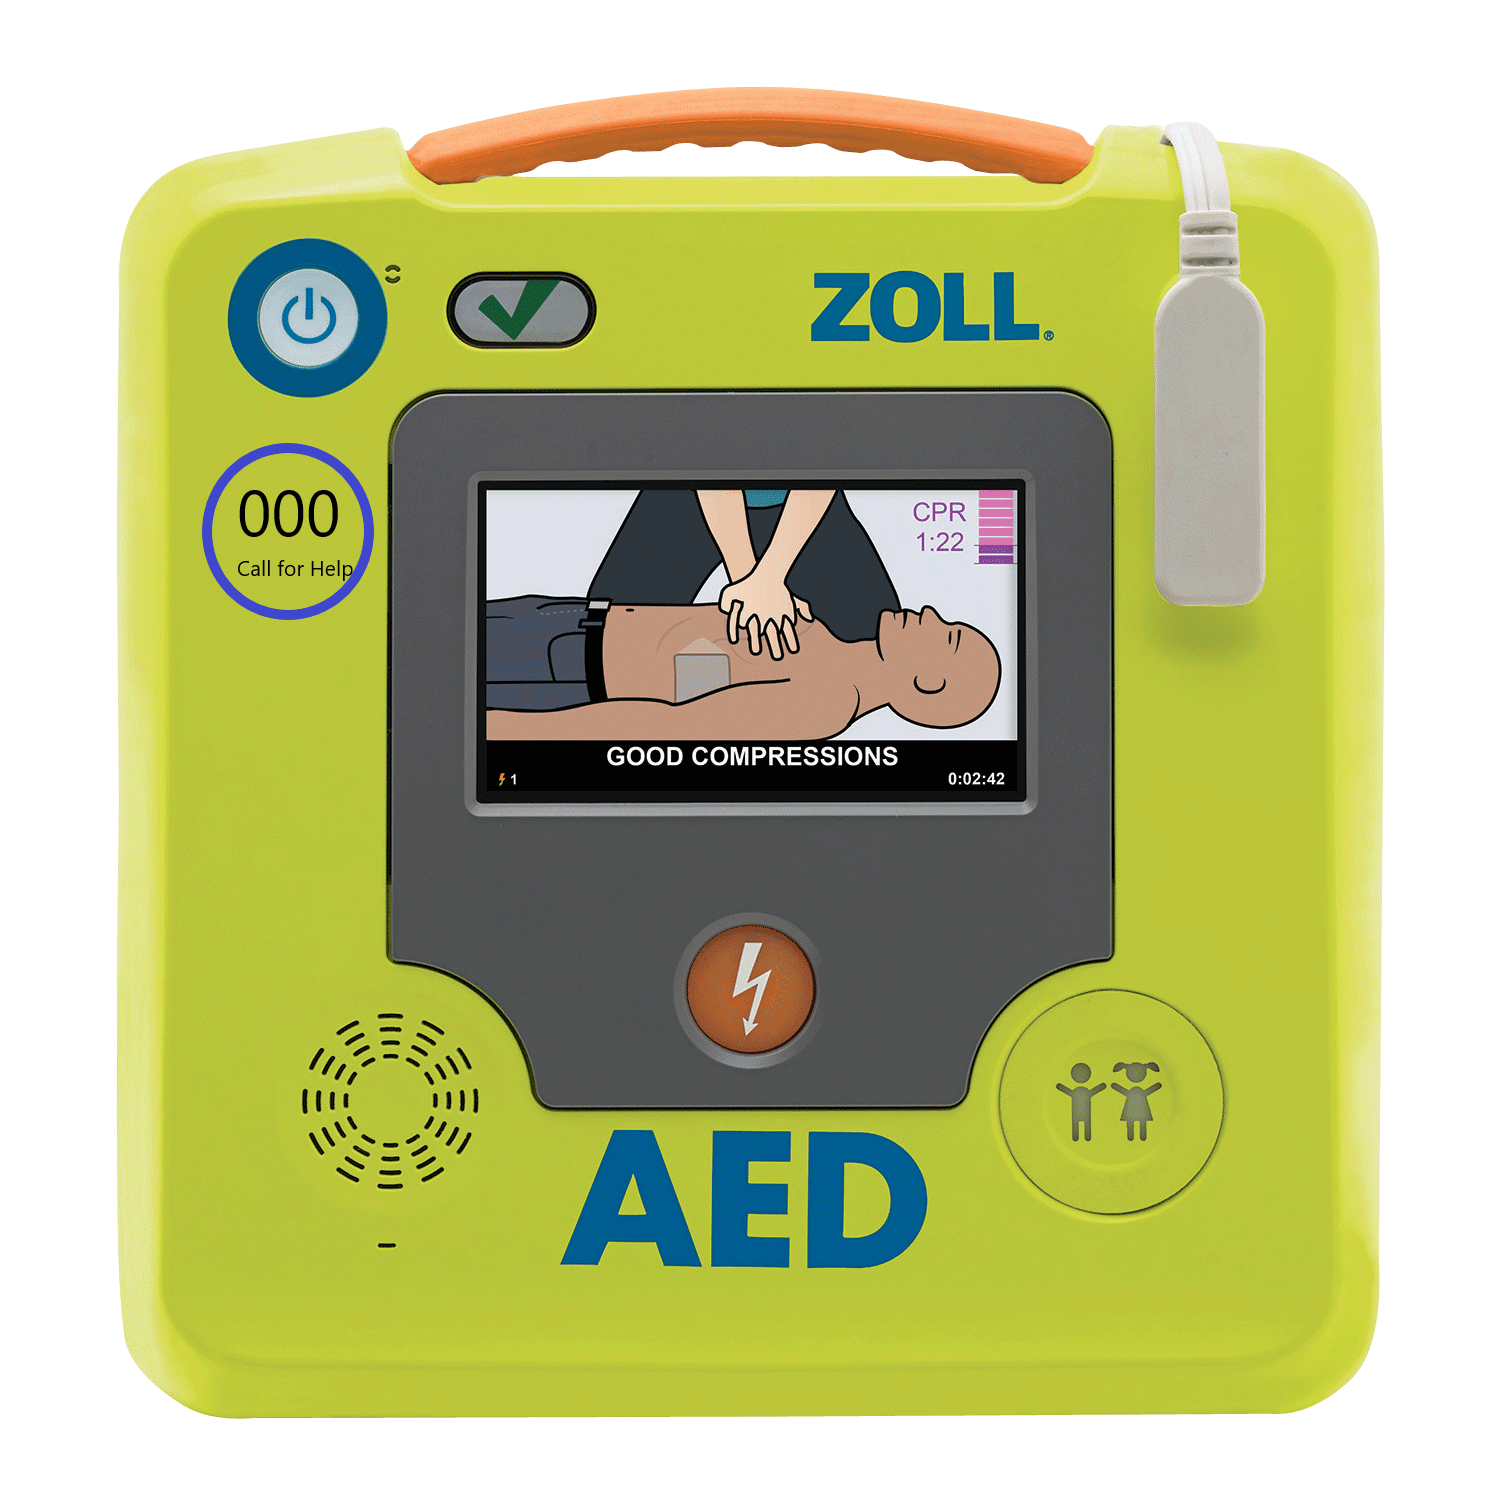 ZOLL®
000
Call for Help
CPR
1:22
GOOD COMPRESSIONS
1
0:02:42
AED